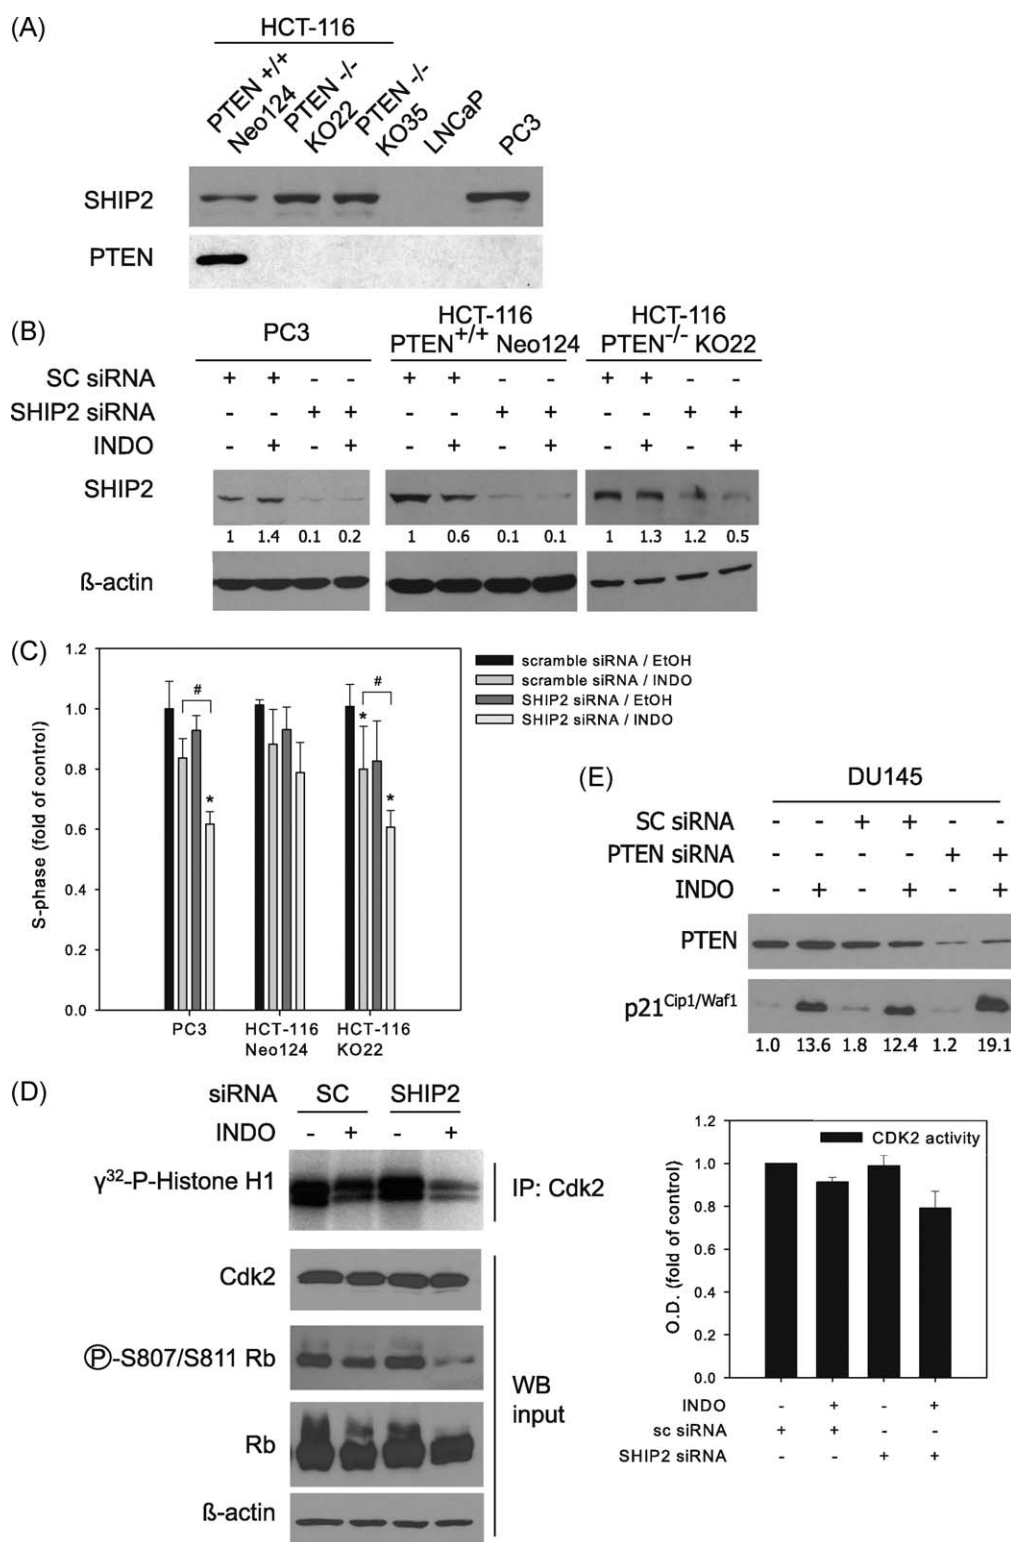 (A)
HCT-116
PTEN +/+ Neo124
PTEN -/- KO22
PTEN -/- KO35
LNCaP
PC3
SHIP2
PTEN
(B)
PC3
HCT-116 PTEN+/+ Neo124
HCT-116 PTEN-/- KO22
SC siRNA + + - - + + - - + + - -
SHIP2 siRNA - - + + - - + + - - + +
INDO - + - + - + - + - + - +
SHIP2
1 1.4 0.1 0.2 1 0.6 0.1 0.1 1 1.3 1.2 0.5
ß-actin
(C)
S-phase (fold of control)
1.2
1.0
0.8
0.6
0.4
0.2
0.0
#
*
*
#
*
PC3
HCT-116 Neo124
HCT-116 KO22
scramble siRNA / EtOH
scramble siRNA / INDO
SHIP2 siRNA / EtOH
SHIP2 siRNA / INDO
(D)
siRNA SC SHIP2
INDO - + - +
γ32-P-Histone H1
IP: Cdk2
Cdk2
Ⓟ-S807/S811 Rb
Rb
ß-actin
WB input
O.D. (fold of control)
1.2
1.0
0.8
0.6
0.4
0.2
0.0
CDK2 activity
INDO - + - +
sc siRNA + + - -
SHIP2 siRNA - - + +
(E)
DU145
SC siRNA - - + + - -
PTEN siRNA - - - - + +
INDO - + - + - +
PTEN
p21Cip1/Waf1
1.0 13.6 1.8 12.4 1.2 19.1